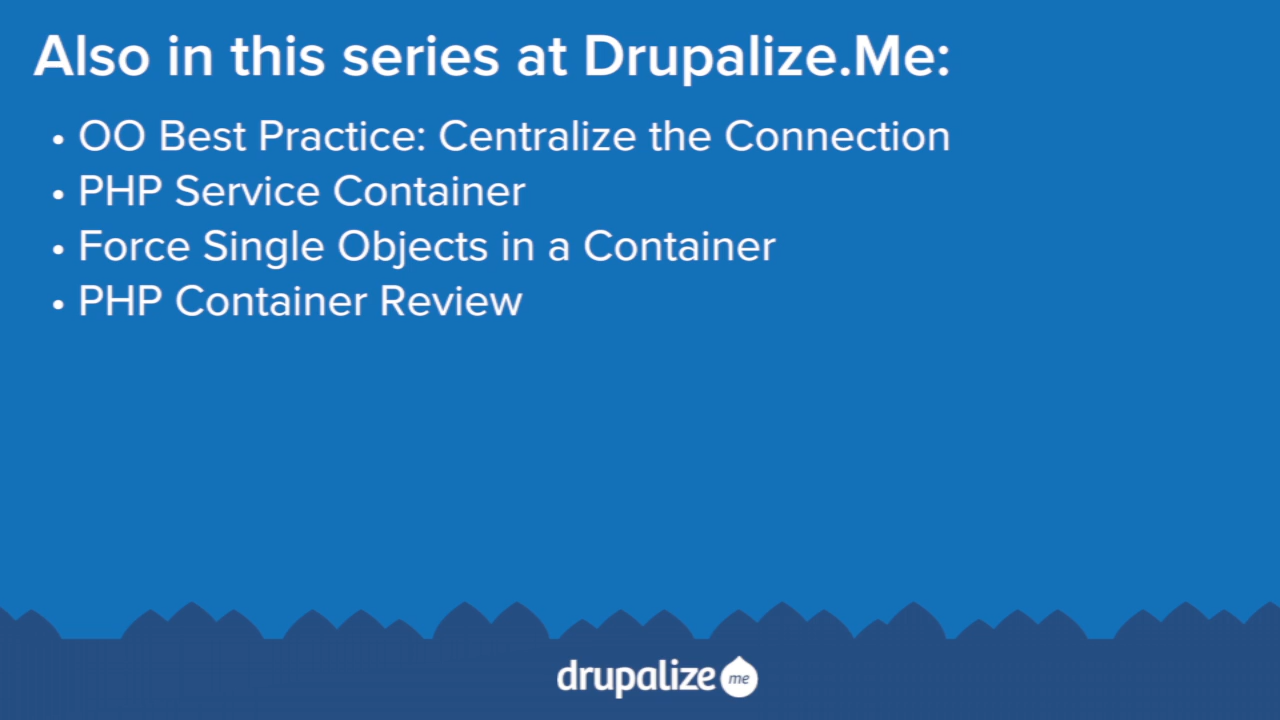 Also in this series at Drupalize.Me:
• OO Best Practice: Centralize the Connection
• PHP Service Container
• Force Single Objects in a Container
• PHP Container Review
drupalize me